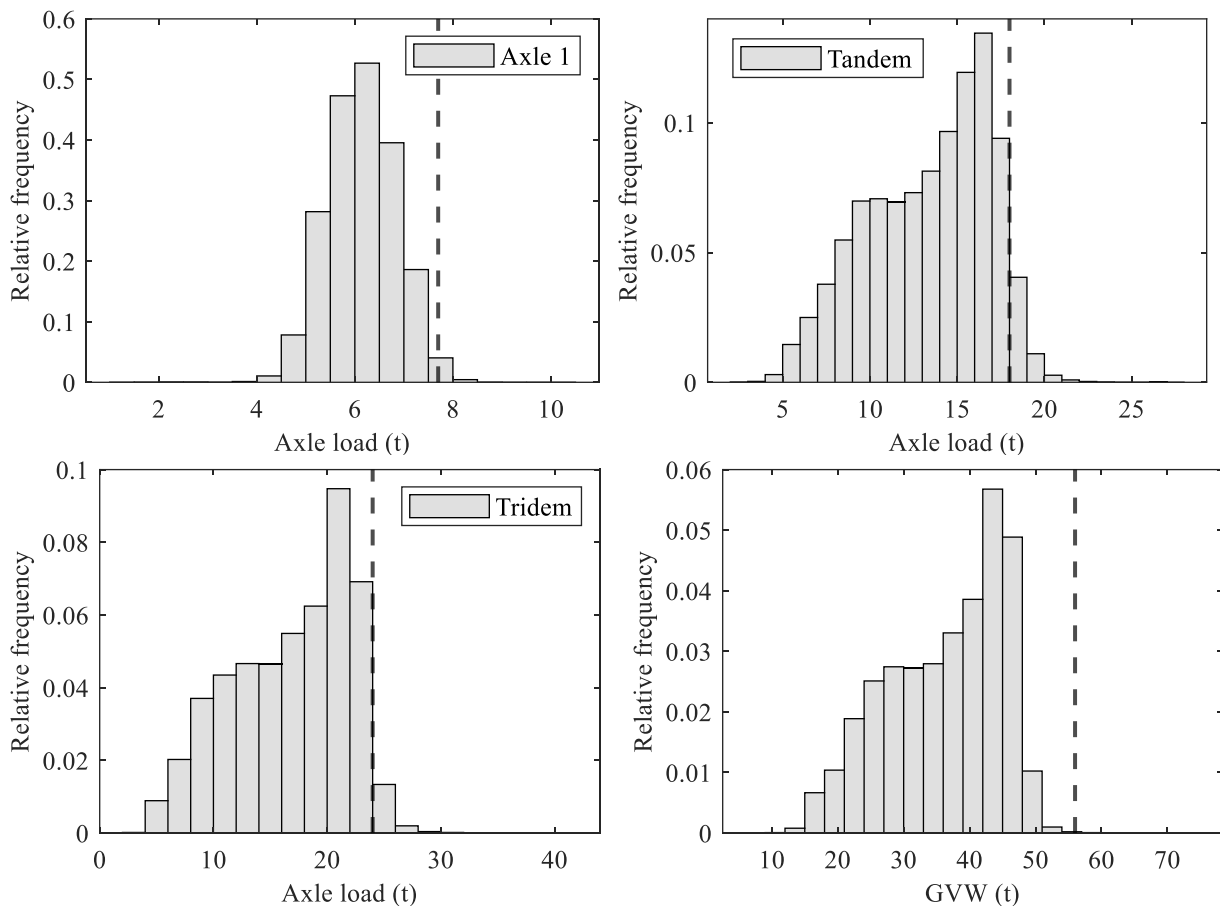 0.6
0.5
0.4
0.3
0.2
0.1
0
Relative frequency
Axle 1
2 4 6 8 10
Axle load (t)
0.1
0.05
0
Relative frequency
Tandem
5 10 15 20 25
Axle load (t)
0.1
0.08
0.06
0.04
0.02
0
Relative frequency
Tridem
0 10 20 30 40
Axle load (t)
0.06
0.05
0.04
0.03
0.02
0.01
0
Relative frequency
10 20 30 40 50 60 70
GVW (t)